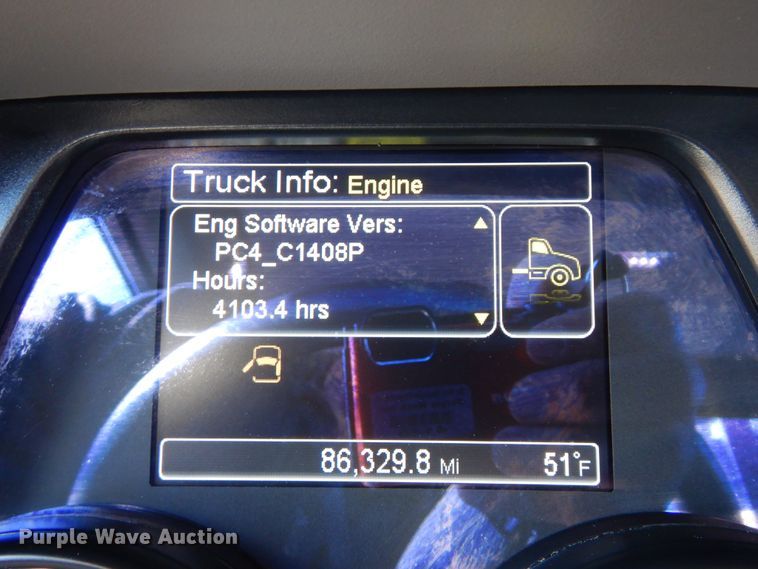 Truck Info: Engine
Eng Software Vers:
PC4_C1408P
Hours:
4103.4 hrs
86,329.8 Mi 51°F
Purple Wave Auction